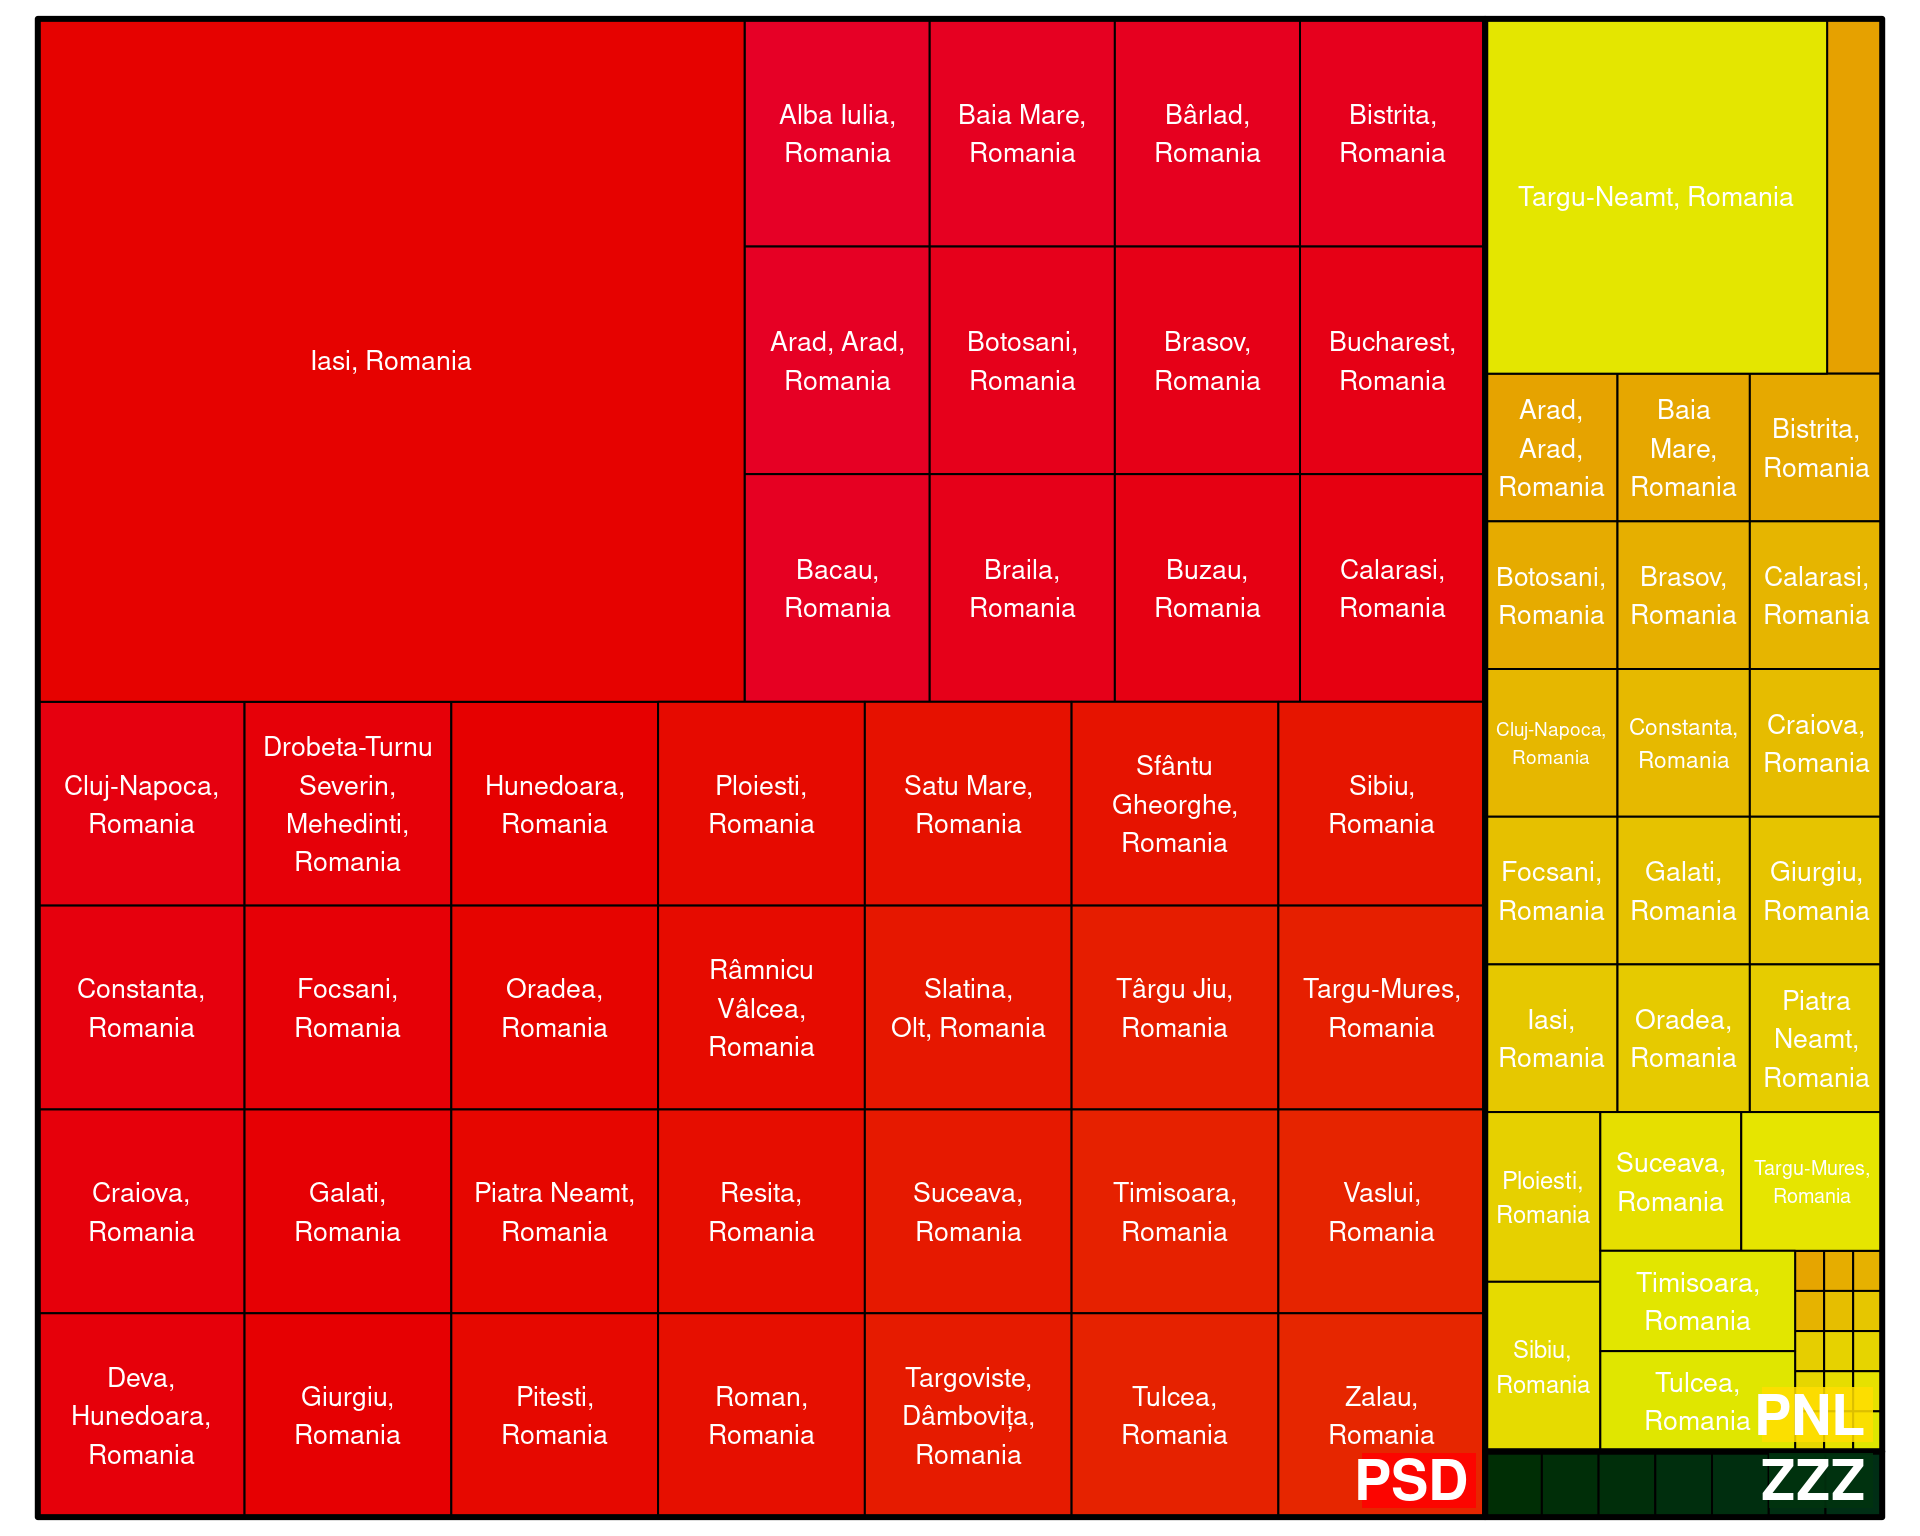 Iasi, Romania
Alba Iulia,
Romania
Baia Mare,
Romania
Bârlad,
Romania
Bistrita,
Romania
Arad, Arad,
Romania
Botosani,
Romania
Brasov,
Romania
Bucharest,
Romania
Bacau,
Romania
Braila,
Romania
Buzau,
Romania
Calarasi,
Romania
Cluj-Napoca,
Romania
Drobeta-Turnu
Severin,
Mehedinti,
Romania
Hunedoara,
Romania
Ploiesti,
Romania
Satu Mare,
Romania
Sfântu
Gheorghe,
Romania
Sibiu,
Romania
Constanta,
Romania
Focsani,
Romania
Oradea,
Romania
Râmnicu
Vâlcea,
Romania
Slatina,
Olt, Romania
Târgu Jiu,
Romania
Targu-Mures,
Romania
Craiova,
Romania
Galati,
Romania
Piatra Neamt,
Romania
Resita,
Romania
Suceava,
Romania
Timisoara,
Romania
Vaslui,
Romania
Deva,
Hunedoara,
Romania
Giurgiu,
Romania
Pitesti,
Romania
Roman,
Romania
Targoviste,
Dâmbovița,
Romania
Tulcea,
Romania
Zalau,
Romania
PSD
Targu-Neamt, Romania
Arad,
Arad,
Romania
Baia
Mare,
Romania
Bistrita,
Romania
Botosani,
Romania
Brasov,
Romania
Calarasi,
Romania
Cluj-Napoca,
Romania
Constanta,
Romania
Craiova,
Romania
Focsani,
Romania
Galati,
Romania
Giurgiu,
Romania
Iasi,
Romania
Oradea,
Romania
Piatra
Neamt,
Romania
Ploiesti,
Romania
Suceava,
Romania
Targu-Mures,
Romania
Sibiu,
Romania
Timisoara,
Romania
Tulcea,
Romania
PNL
ZZZ